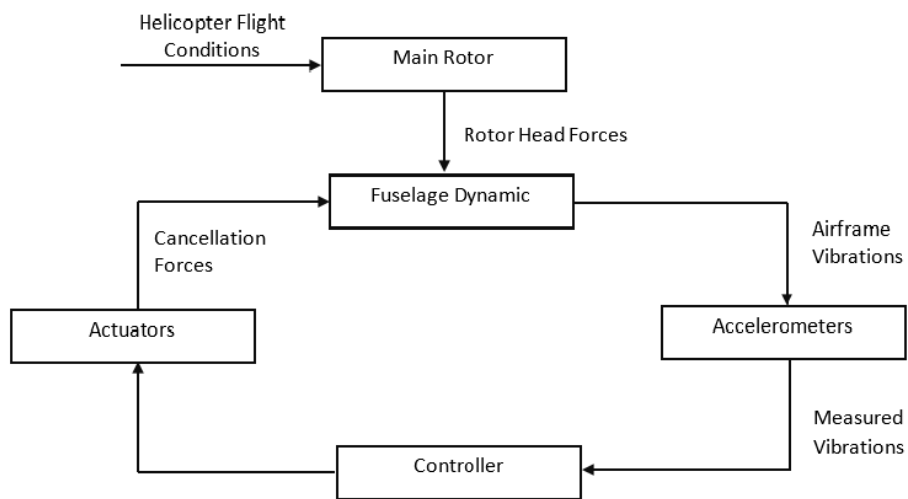 Helicopter Flight
Conditions
Main Rotor
Rotor Head Forces
Fuselage Dynamic
Cancellation
Forces
Airframe
Vibrations
Actuators
Accelerometers
Measured
Vibrations
Controller